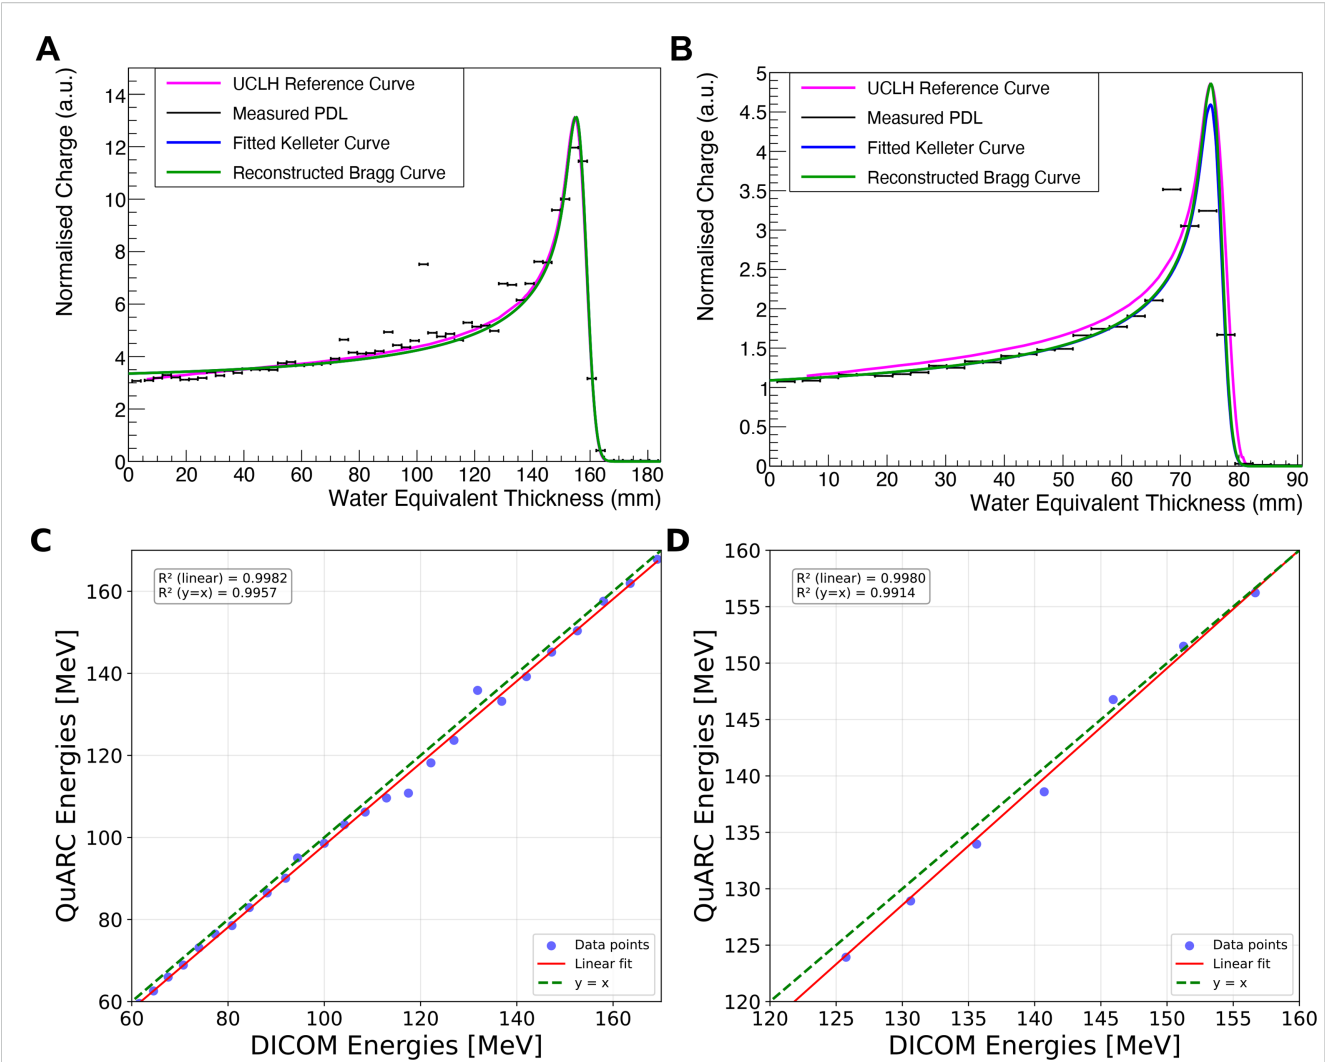 A
Normalised Charge (a.u.)
14
12
10
8
6
4
2
0
UCLH Reference Curve
Measured PDL
Fitted Kelleter Curve
Reconstructed Bragg Curve
0 20 40 60 80 100 120 140 160 180
Water Equivalent Thickness (mm)
B
Normalised Charge (a.u.)
5
4.5
4
3.5
3
2.5
2
1.5
1
0.5
0
UCLH Reference Curve
Measured PDL
Fitted Kelleter Curve
Reconstructed Bragg Curve
0 10 20 30 40 50 60 70 80 90
Water Equivalent Thickness (mm)
C
QuARC Energies [MeV]
160
140
120
100
80
60
R² (linear) = 0.9982
R² (y=x) = 0.9957
Data points
Linear fit
y = x
60 80 100 120 140 160
DICOM Energies [MeV]
D
QuARC Energies [MeV]
160
155
150
145
140
135
130
125
120
R² (linear) = 0.9980
R² (y=x) = 0.9914
Data points
Linear fit
y = x
120 125 130 135 140 145 150 155 160
DICOM Energies [MeV]